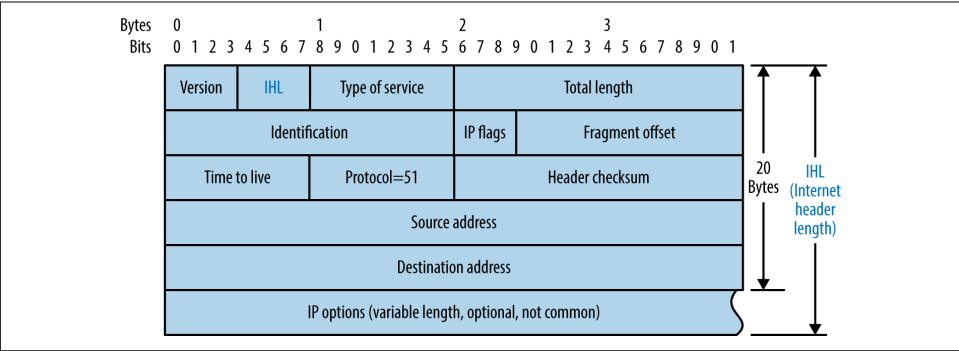 Bytes 0 1 2 3
Bits 0 1 2 3 4 5 6 7 8 9 0 1 2 3 4 5 6 7 8 9 0 1 2 3 4 5 6 7 8 9 0 1
Version IHL Type of service Total length
Identification IP flags Fragment offset
Time to live Protocol=51 Header checksum
Source address
Destination address
IP options (variable length, optional, not common)
20
Bytes
IHL
(Internet
header
length)